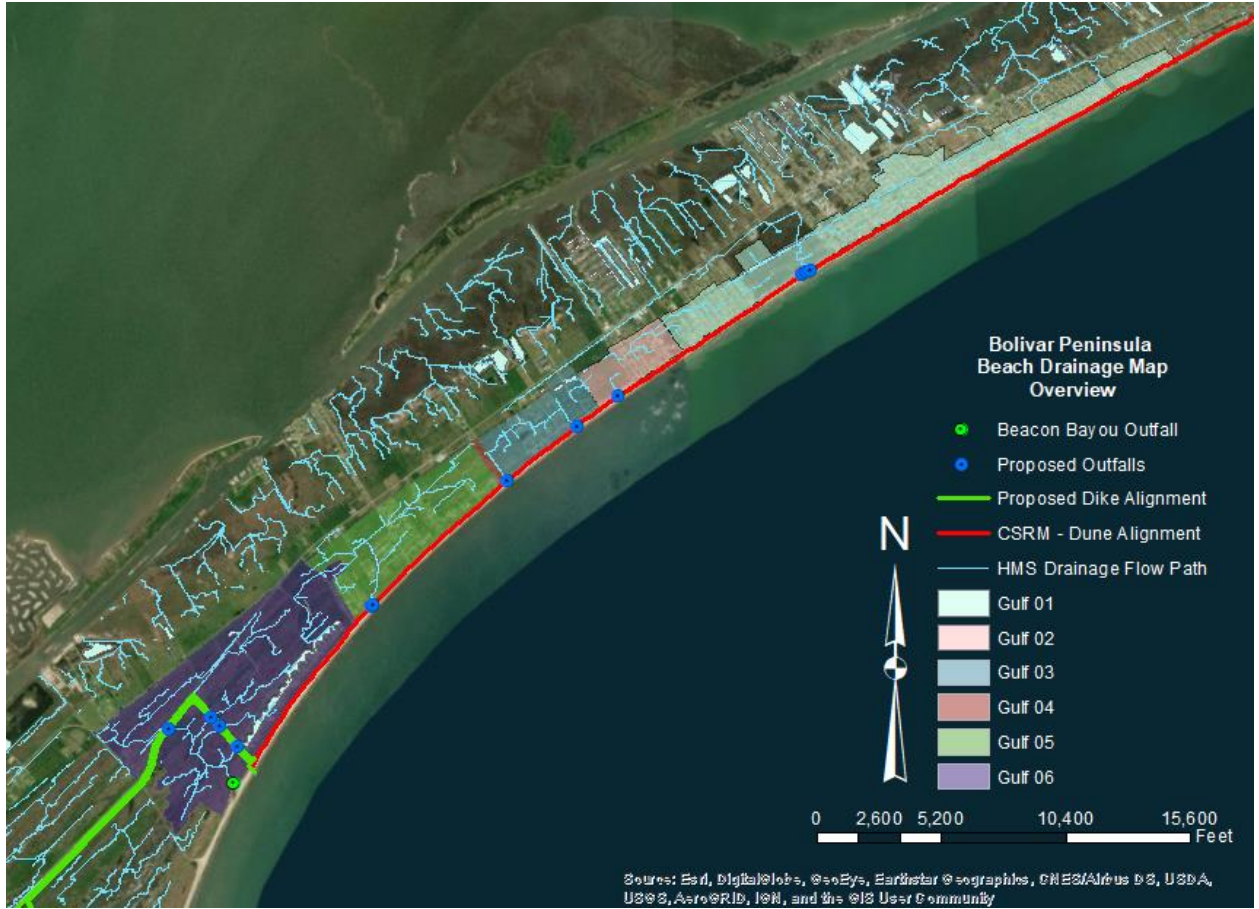 Bolivar Peninsula
Beach Drainage Map
Overview
Beacon Bayou Outfall
Proposed Outfalls
Proposed Dike Alignment
CSRM - Dune Alignment
HMS Drainage Flow Path
N
Gulf 01
Gulf 02
Gulf 03
Gulf 04
Gulf 05
Gulf 06
0 2,600 5,200 10,400 15,600
Feet
Source: Esri, DigitalGlobe, GeoEye, Earthstar Geographics, CNES/Airbus DS, USDA,
USGS, AeroGRID, IGN, and the GIS User Community